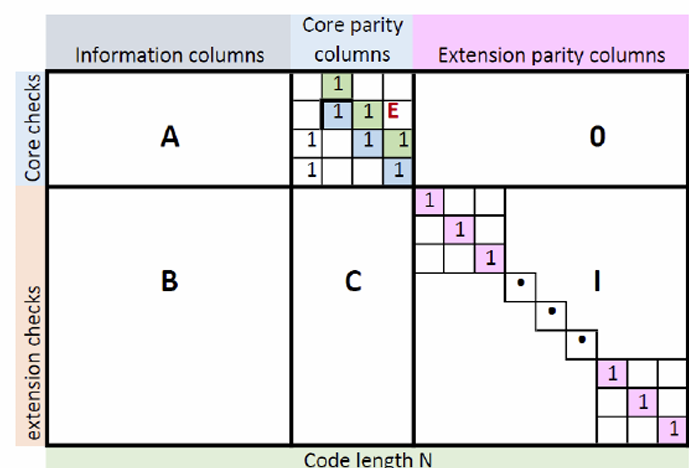 Core parity
Information columns columns Extension parity columns
Core checks
1
1 1 E
A 1 1 1 0
1 1
1
1
1
B C I
1
1
1
extension checks
Code length N